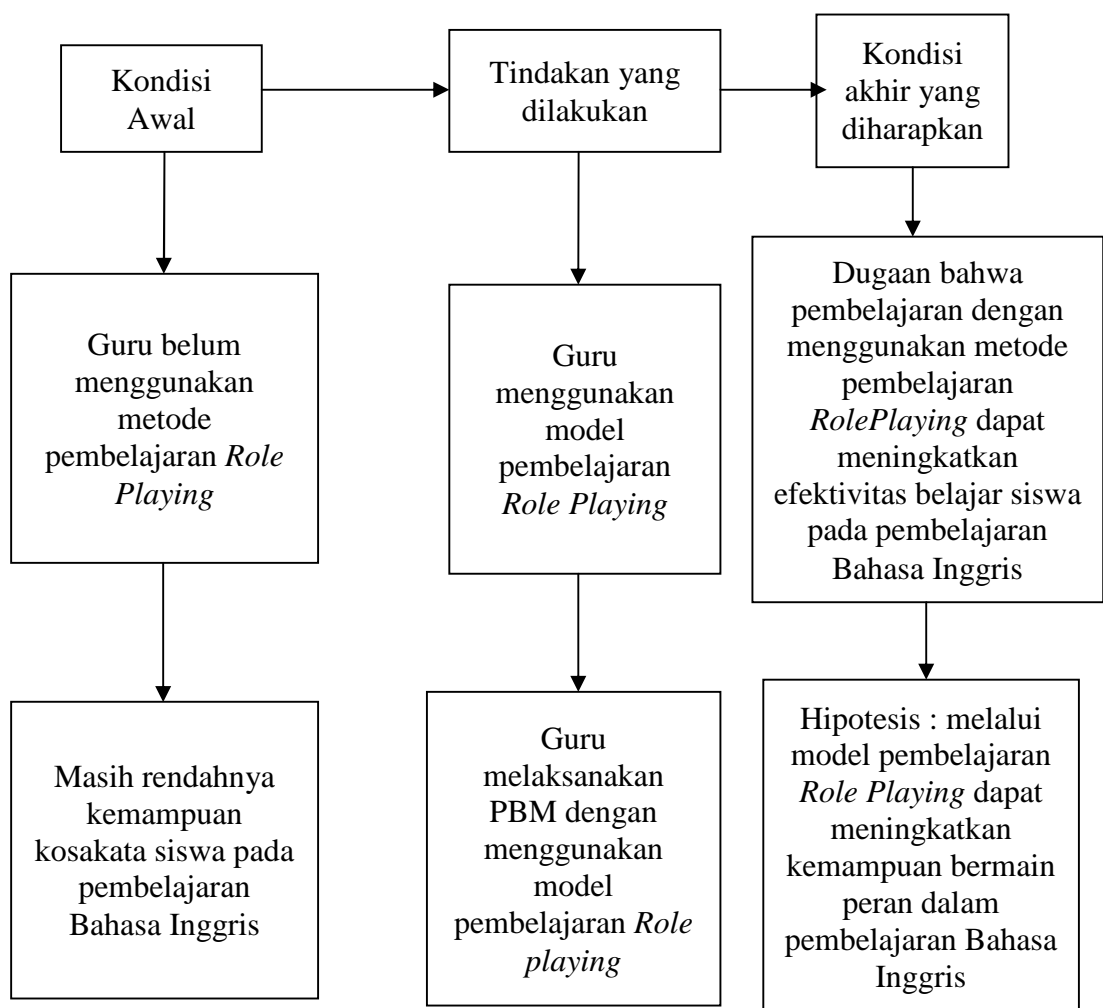 Kondisi
Awal
Tindakan yang
dilakukan
Kondisi
akhir yang
diharapkan
Guru belum
menggunakan
metode
pembelajaran Role
Playing
Guru
menggunakan
model
pembelajaran
Role Playing
Dugaan bahwa
pembelajaran dengan
menggunakan metode
pembelajaran
RolePlaying dapat
meningkatkan
efektivitas belajar siswa
pada pembelajaran
Bahasa Inggris
Masih rendahnya
kemampuan
kosakata siswa pada
pembelajaran
Bahasa Inggris
Guru
melaksanakan
PBM dengan
menggunakan
model
pembelajaran Role
playing
Hipotesis : melalui
model pembelajaran
Role Playing dapat
meningkatkan
kemampuan bermain
peran dalam
pembelajaran Bahasa
Inggris